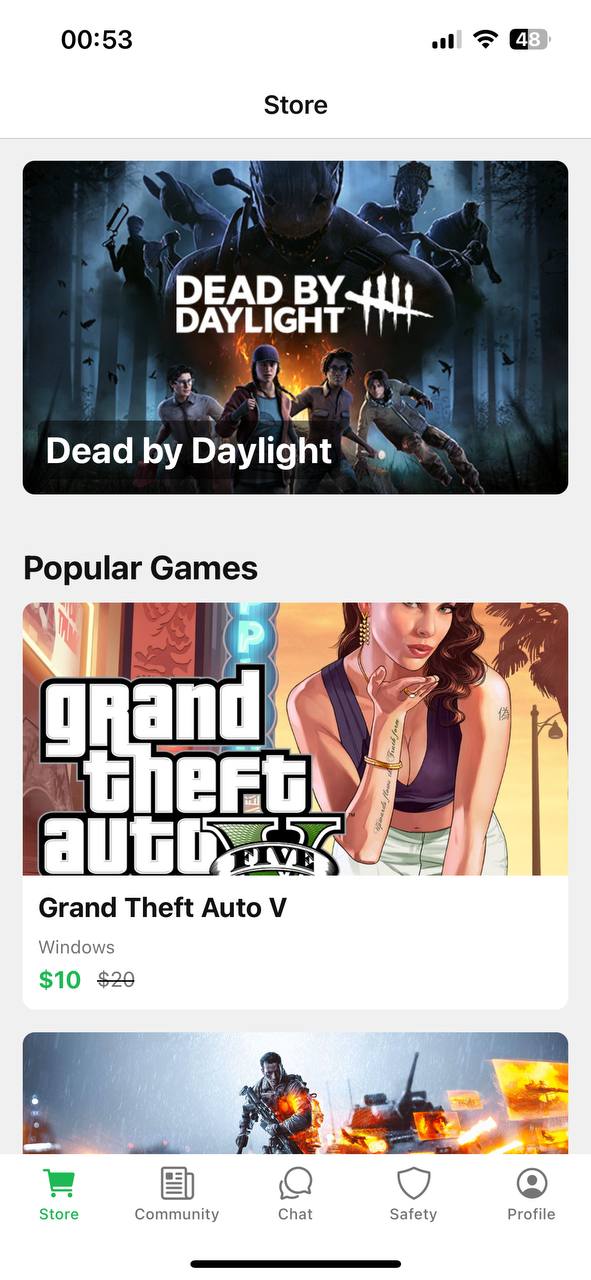 00:53
48
Store
DEAD BY
DAYLIGHT
Dead by Daylight
Popular Games
grand
theft
auto V
FIVE
Grand Theft Auto V
Windows
$10 $20
Store Community Chat Safety Profile